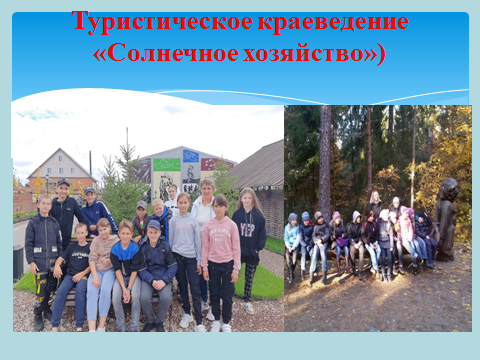 Туристическое краеведение
«Солнечное хозяйство»)